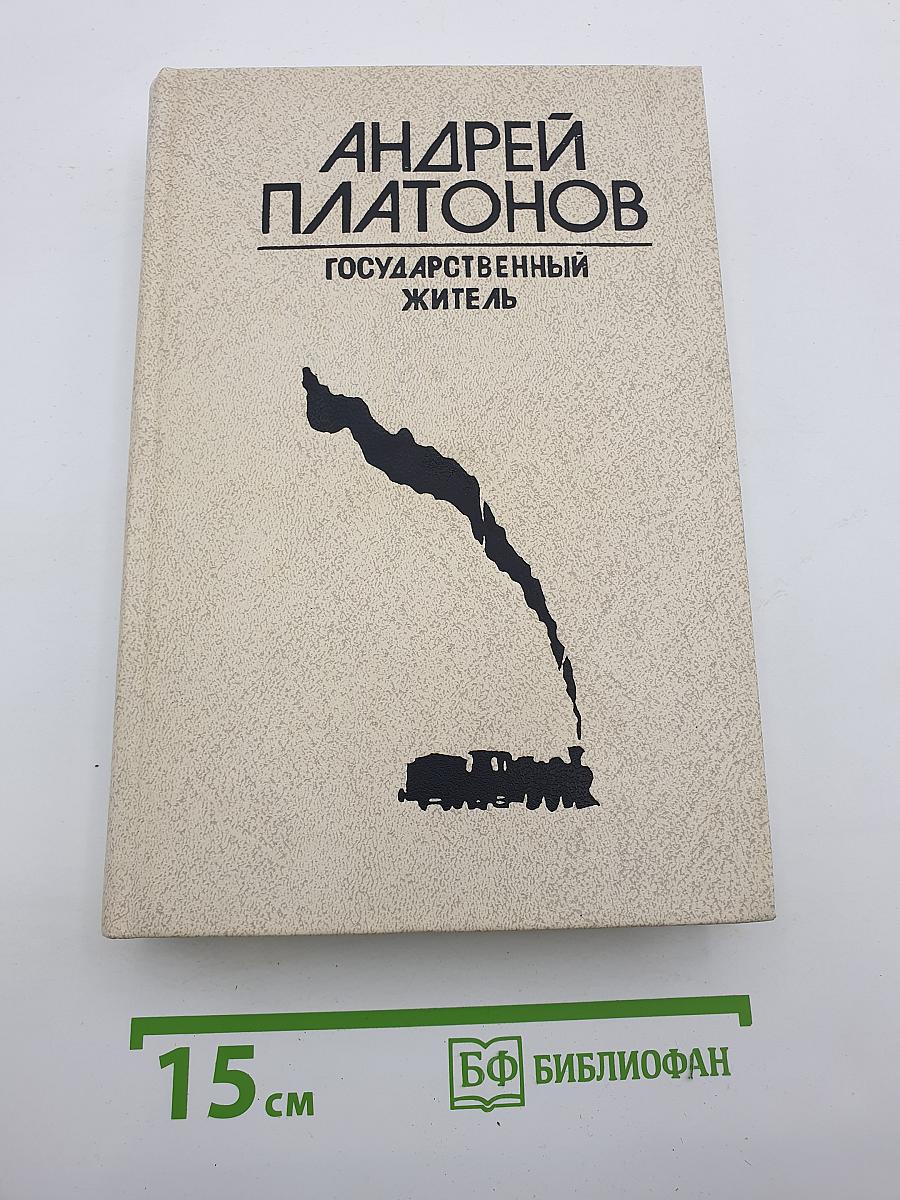 АНДРЕЙ
ПЛАТОНОВ
ГОСУДАРСТВЕННЫЙ
ЖИТЕЛЬ
15 см
БФ БИБЛИОФАН